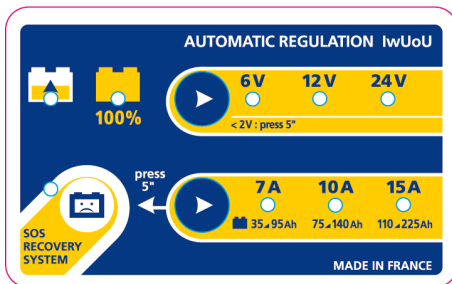 AUTOMATIC REGULATION IwUoU
6V 12V 24V
100%
< 2V : press 5"
press
5"
7A 10A 15A
35⊿95Ah 75⊿140Ah 110⊿225Ah
SOS
RECOVERY
SYSTEM
MADE IN FRANCE